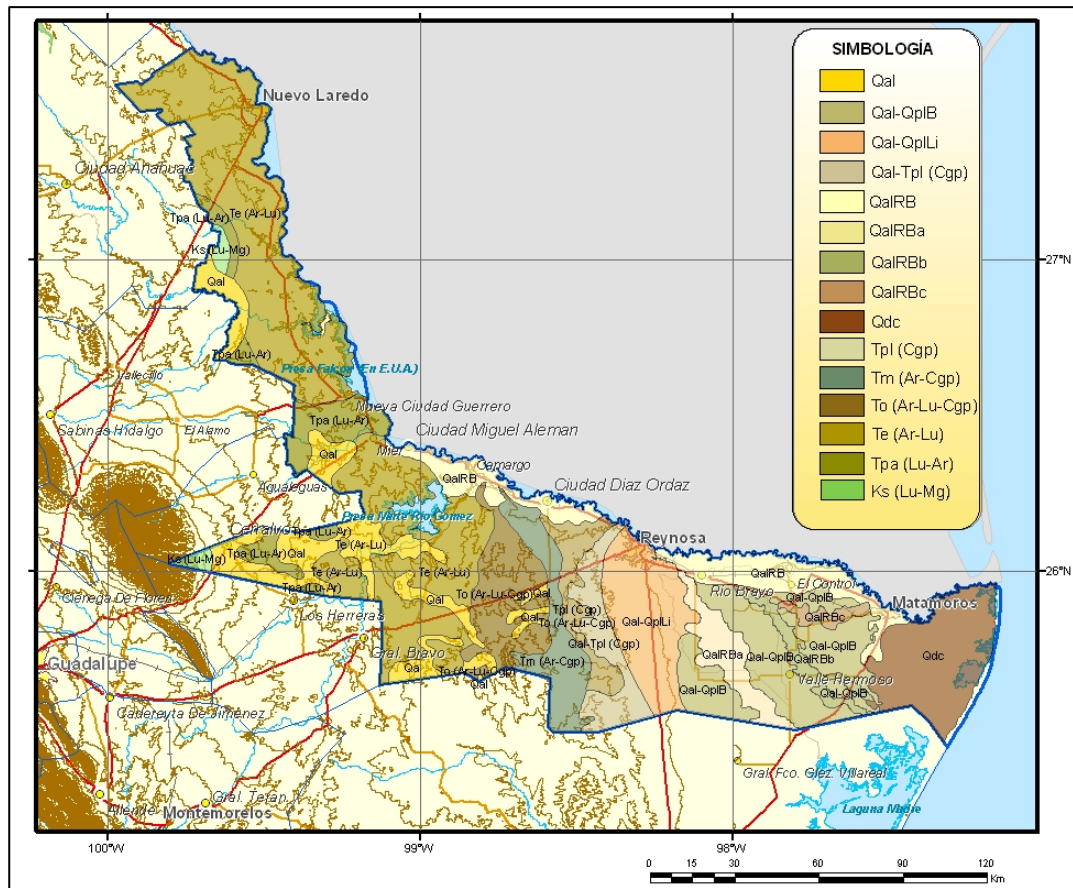 SIMBOLOGÍA
Qal
Qal-QplB
Qal-QplLi
Qal-Tpl (Cgp)
QalRB
QalRBa
QalRBb
QalRBc
Qdc
Tpl (Cgp)
Tm (Ar-Cgp)
To (Ar-Lu-Cgp)
Te (Ar-Lu)
Tpa (Lu-Ar)
Ks (Lu-Mg)
Nuevo Laredo
Ciudad Anahuac
Tpa (Lu-Ar)
Te (Ar-Lu)
Ks (Lu-Mg)
27°N
Qal
Tpa (Lu-Ar)
Presa Falcon (En E.U.A.)
Vallecillo
Nueva Ciudad Guerrero
Sabinas Hidalgo
El Alamo
Tpa (Lu-Ar)
Ciudad Miguel Aleman
Qal
Mier
Camargo
Agualeguas
QalRB
Ciudad Diaz Ordaz
Presa Marte Rio Gomez
Cerralvo
Tpa (Lu-Ar)
Reynosa
Te (Ar-Lu)
Ks (Lu-Mg)
Tpa (Lu-Ar)
Qal
26°N
Te (Ar-Lu)
Te (Ar-Lu)
QalRB
El Control
Rio Bravo
Qal-QplB
Matamoros
Tpa (Lu-Ar)
Cienega De Flores
To (Ar-Lu-Cgp)
Qal
Qal
Tpl (Cgp)
QalRBc
Los Herreras
Qal
To (Ar-Lu-Cgp)
Qal-QplLi
Qal-Tpl (Cgp)
Qal-QplB
Gral. Bravo
QalRBa
Qal-QplB
QalRBb
Qdc
Guadalupe
Qal
To (Ar-Lu-Cgp)
Tm (Ar-Cgp)
Valle Hermoso
Qal
Qal-QplB
Qal-QplB
Cadereyta De Jiménez
Gral. Fco. Glez. Villareal
Allende
Gral. Teran
Montemorelos
Laguna Madre
100°W
99°W
98°W
0 15 30 60 90 120
Km